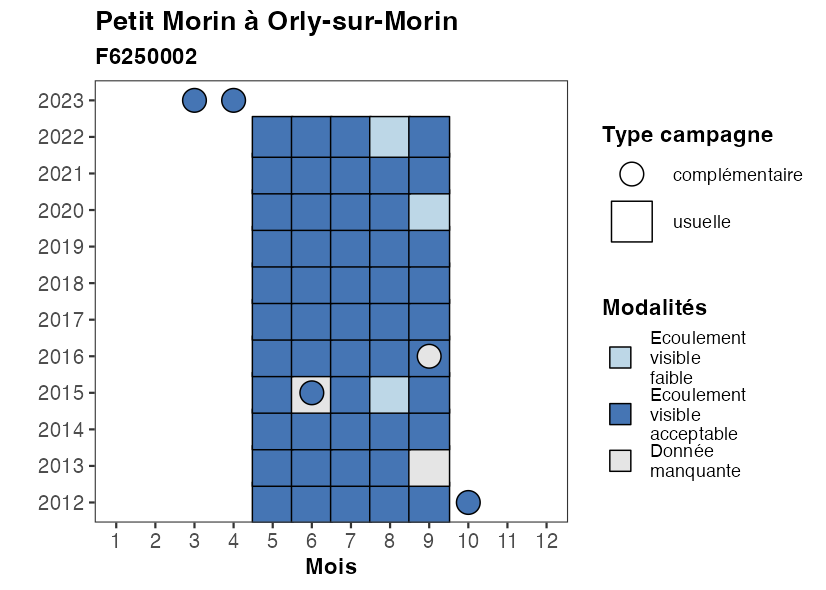 Petit Morin à Orly-sur-Morin
F6250002
2023
2022
2021
2020
2019
2018
2017
2016
2015
2014
2013
2012
1 2 3 4 5 6 7 8 9 10 11 12
Mois
Type campagne
complémentaire
usuelle
Modalités
Ecoulement
visible
faible
Ecoulement
visible
acceptable
Donnée
manquante